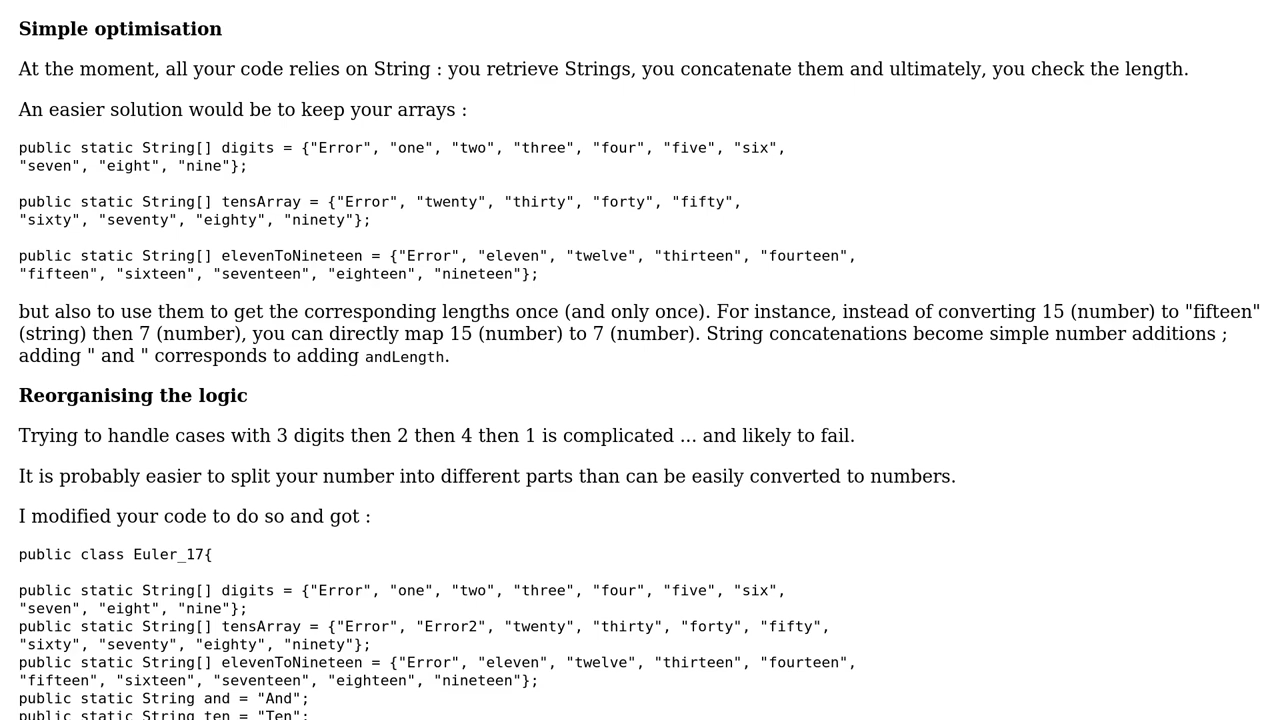 Simple optimisation
At the moment, all your code relies on String : you retrieve Strings, you concatenate them and ultimately, you check the length.
An easier solution would be to keep your arrays :
public static String[] digits = {"Error", "one", "two", "three", "four", "five", "six",
"seven", "eight", "nine"};
public static String[] tensArray = {"Error", "twenty", "thirty", "forty", "fifty",
"sixty", "seventy", "eighty", "ninety"};
public static String[] elevenToNineteen = {"Error", "eleven", "twelve", "thirteen", "fourteen",
"fifteen", "sixteen", "seventeen", "eighteen", "nineteen"};
but also to use them to get the corresponding lengths once (and only once). For instance, instead of converting 15 (number) to "fifteen"
(string) then 7 (number), you can directly map 15 (number) to 7 (number). String concatenations become simple number additions ;
adding " and " corresponds to adding andLength.
Reorganising the logic
Trying to handle cases with 3 digits then 2 then 4 then 1 is complicated ... and likely to fail.
It is probably easier to split your number into different parts than can be easily converted to numbers.
I modified your code to do so and got :
public class Euler_17{
public static String[] digits = {"Error", "one", "two", "three", "four", "five", "six",
"seven", "eight", "nine"};
public static String[] tensArray = {"Error", "Error2", "twenty", "thirty", "forty", "fifty",
"sixty", "seventy", "eighty", "ninety"};
public static String[] elevenToNineteen = {"Error", "eleven", "twelve", "thirteen", "fourteen",
"fifteen", "sixteen", "seventeen", "eighteen", "nineteen"};
public static String and = "And";
public static String ten = "Ten";